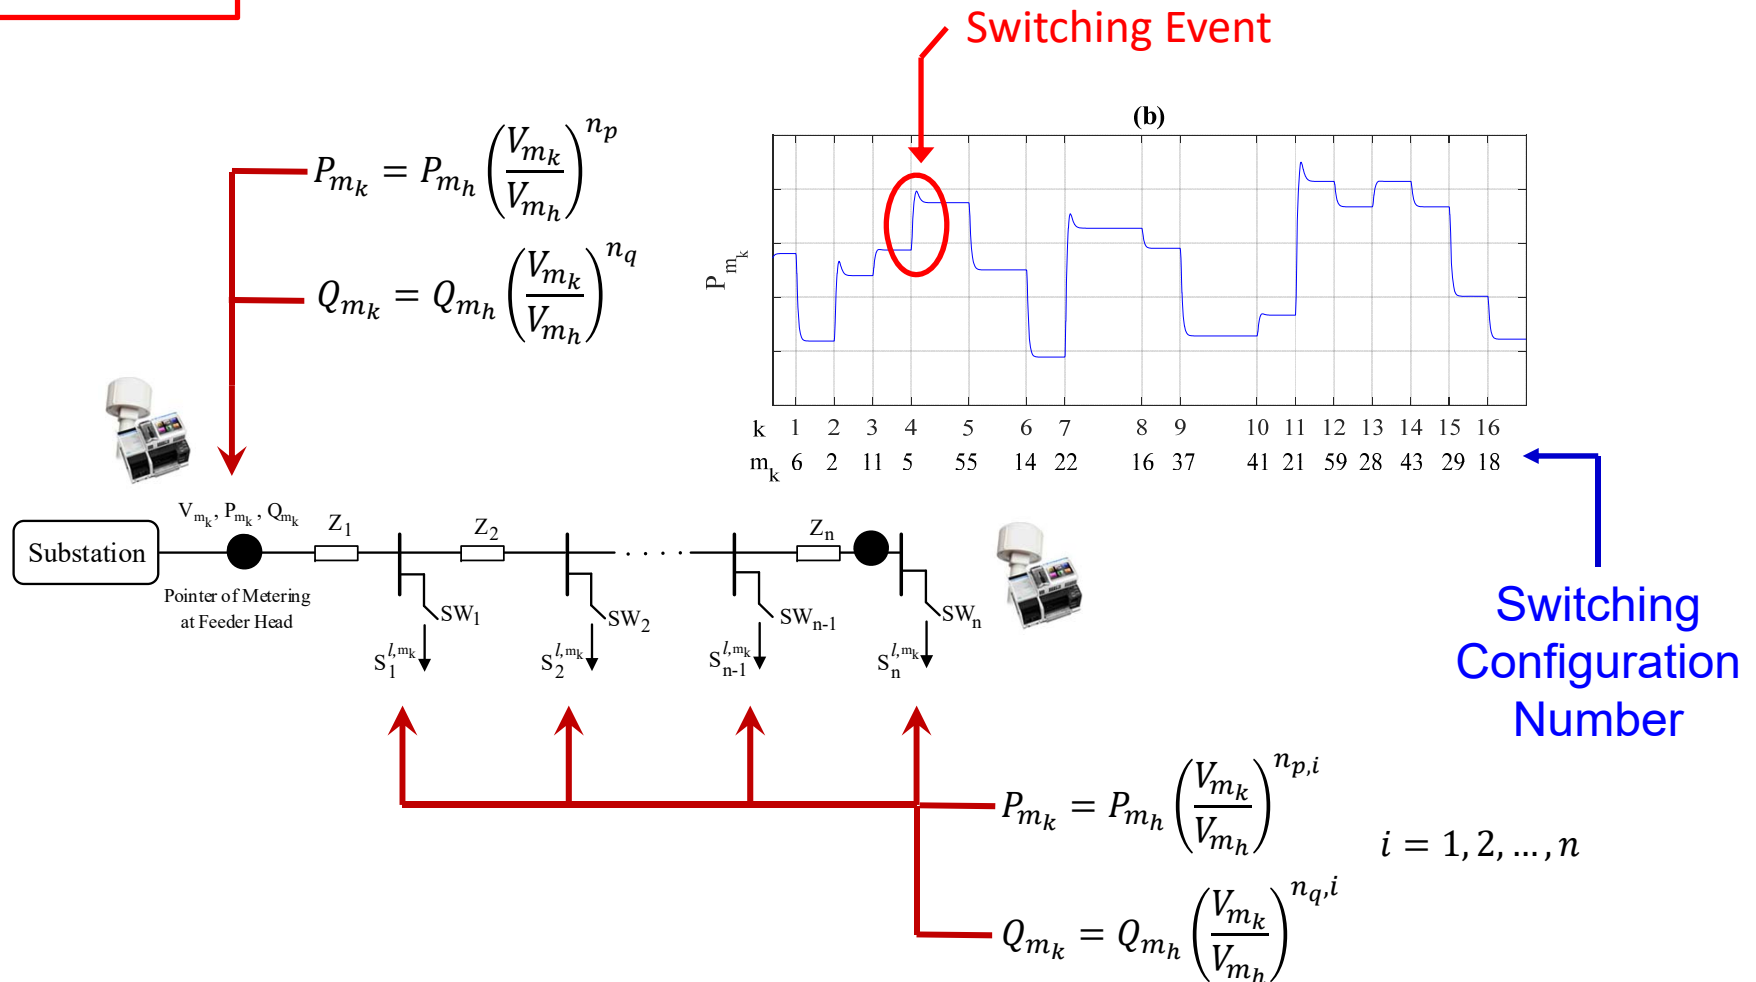 Switching Event
(b)
P_{m_k} = P_{m_h} (V_{m_k} / V_{m_h})^{n_p}
Q_{m_k} = Q_{m_h} (V_{m_k} / V_{m_h})^{n_q}
P_{m_k}
k 1 2 3 4 5 6 7 8 9 10 11 12 13 14 15 16
m_k 6 2 11 5 55 14 22 16 37 41 21 59 28 43 29 18
V_{m_k}, P_{m_k}, Q_{m_k}
Substation
Z_1
Z_2
. . . . .
Z_n
Pointer of Metering
at Feeder Head
SW_1
SW_2
SW_{n-1}
SW_n
S_1^{l,m_k}
S_2^{l,m_k}
S_{n-1}^{l,m_k}
S_n^{l,m_k}
Switching
Configuration
Number
P_{m_k} = P_{m_h} (V_{m_k} / V_{m_h})^{n_{p,i}}
i = 1, 2, ..., n
Q_{m_k} = Q_{m_h} (V_{m_k} / V_{m_h})^{n_{q,i}}